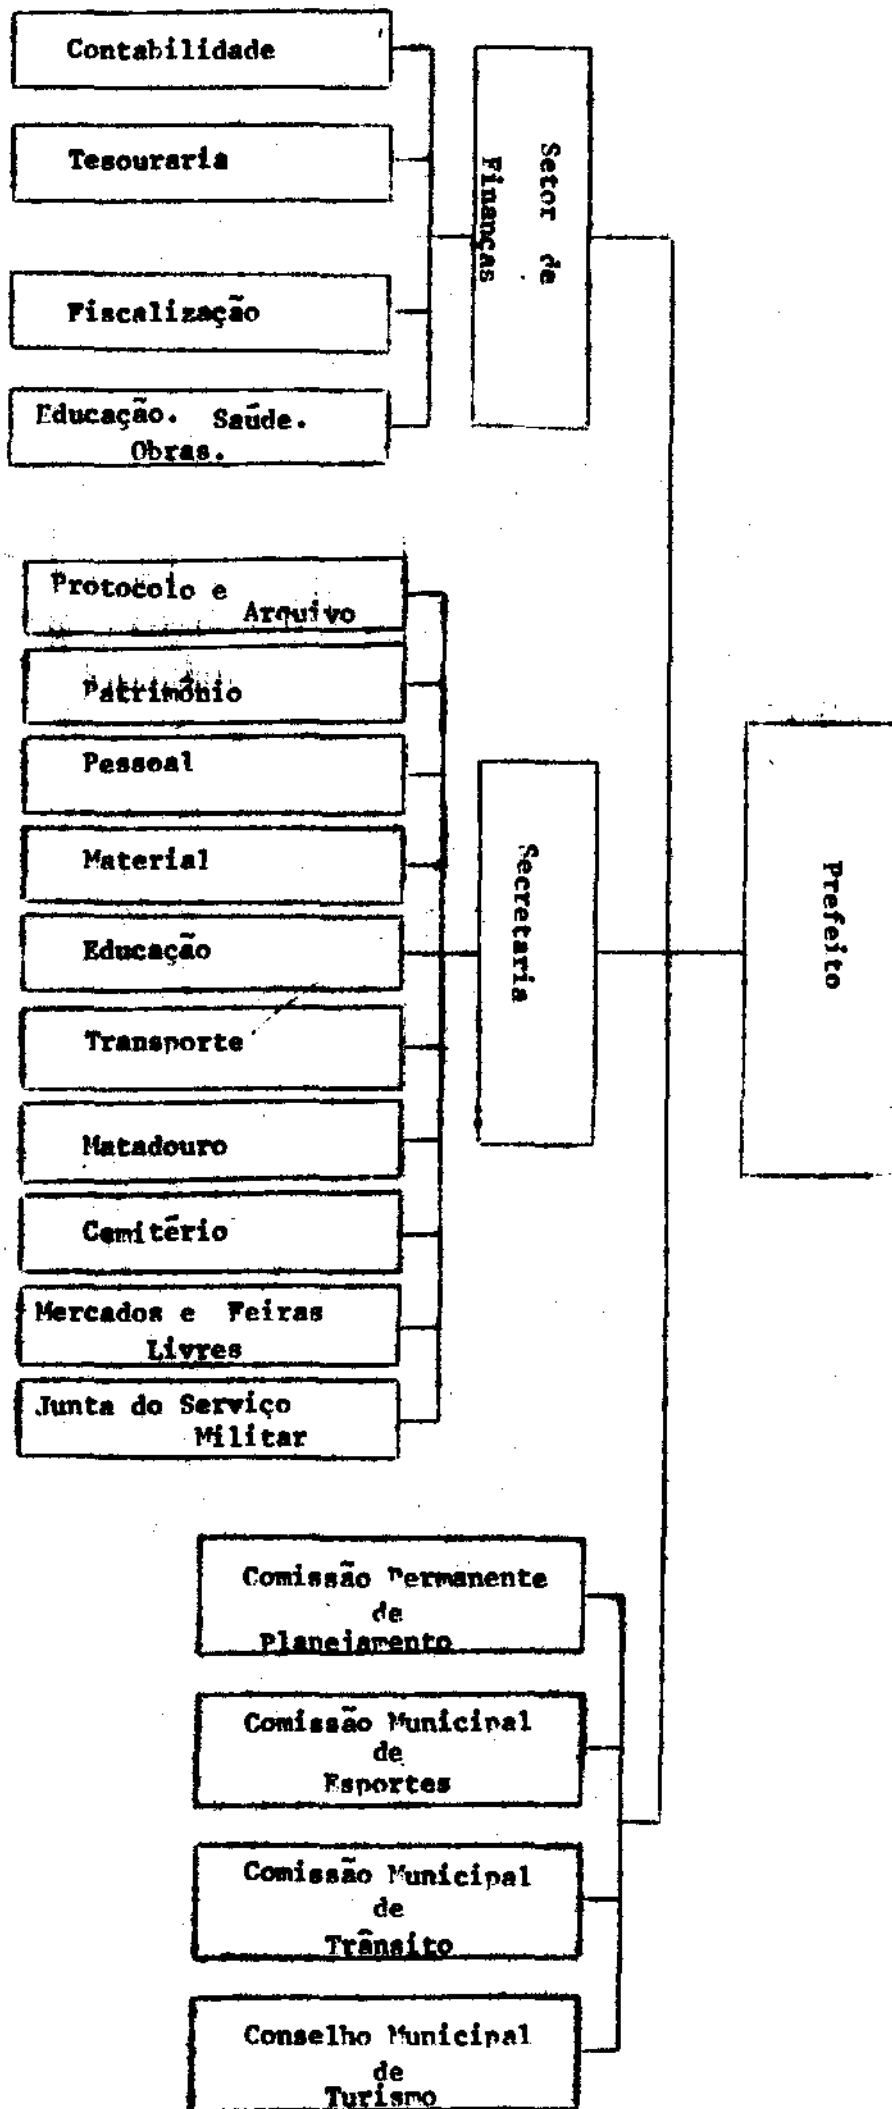 Contabilidade
Tesouraria
Fiscalização
Educação. Saúde.
Obras.
Setor de
Finanças
Protocolo e
Arquivo
Patrimônio
Pessoal
Material
Educação
Transporte
Matadouro
Cemitério
Mercados e Feiras
Livres
Junta do Serviço
Militar
Secretaria
Prefeito
Comissão Permanente
de
Planejamento
Comissão Municipal
de
Esportes
Comissão Municipal
de
Trânsito
Conselho Municipal
de
Turismo